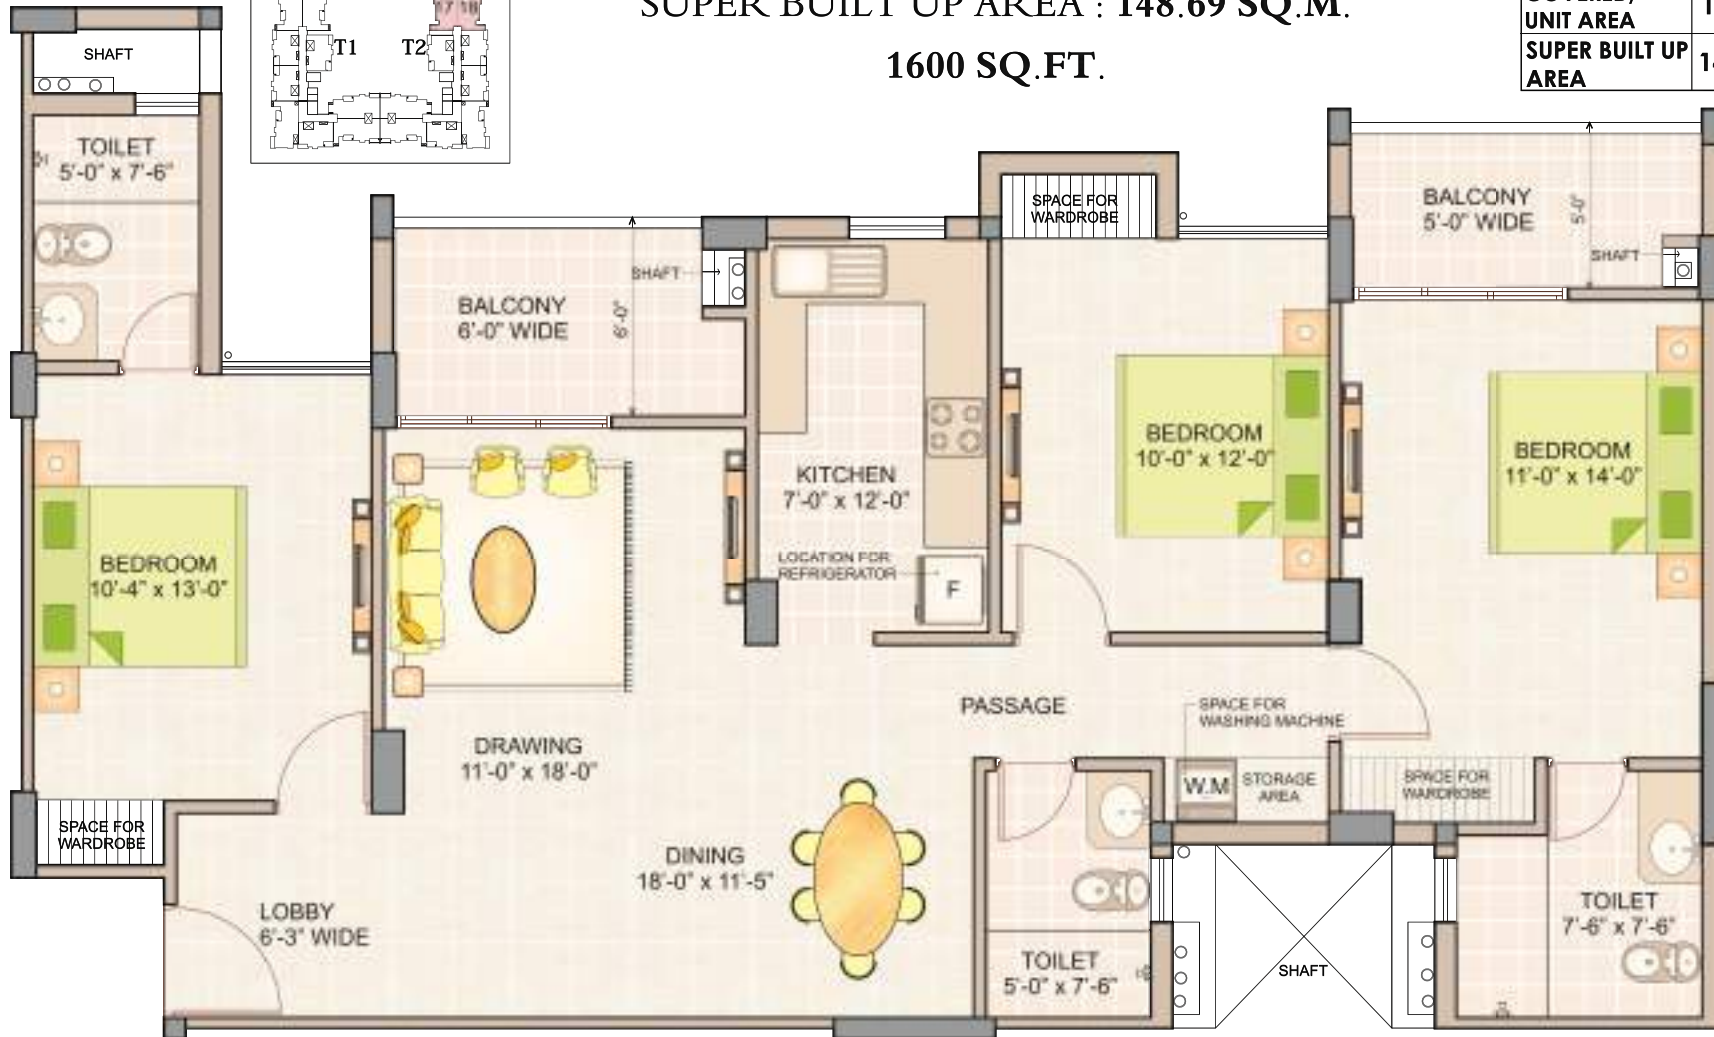 SUPER BUILT UP AREA : 148.69 SQ.M.
1600 SQ.FT.
UNIT AREA
SUPER BUILT UP
AREA
17 18
T1
T2
SHAFT
TOILET
5'-0" x 7'-6"
BALCONY
6'-0" WIDE
6'-0"
SHAFT
SPACE FOR
WARDROBE
BALCONY
5'-0" WIDE
5'-0"
SHAFT
KITCHEN
7'-0" x 12'-0"
LOCATION FOR
REFRIGERATOR
F
BEDROOM
10'-0" x 12'-0"
BEDROOM
11'-0" x 14'-0"
BEDROOM
10'-4" x 13'-0"
DRAWING
11'-0" x 18'-0"
PASSAGE
SPACE FOR
WASHING MACHINE
W.M
STORAGE
AREA
SPACE FOR
WARDROBE
SPACE FOR
WARDROBE
DINING
18'-0" x 11'-5"
LOBBY
6'-3" WIDE
TOILET
5'-0" x 7'-6"
SHAFT
TOILET
7'-6" x 7'-6"